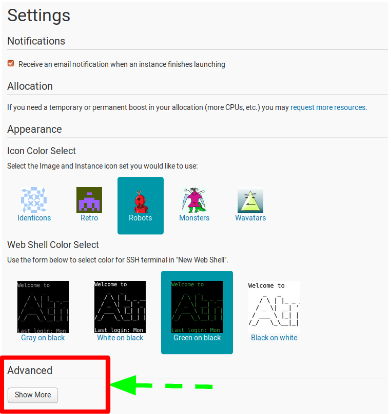 Settings
Notifications
Receive an email notification when an instance finishes launching
Allocation
If you need a temporary or permanent boost in your allocation (more CPUs, etc.) you may request more resources.
Appearance
Icon Color Select
Select the Image and Instance icon set you would like to use:
Identicons Retro Robots Monsters Wavatars
Web Shell Color Select
Use the form below to select color for SSH terminal in "New Web Shell".
Welcome to Welcome to Welcome to Welcome to
Last login: Mon Last login: Mon Last login: Mon
Gray on black White on black Green on black Black on white
Advanced
Show More